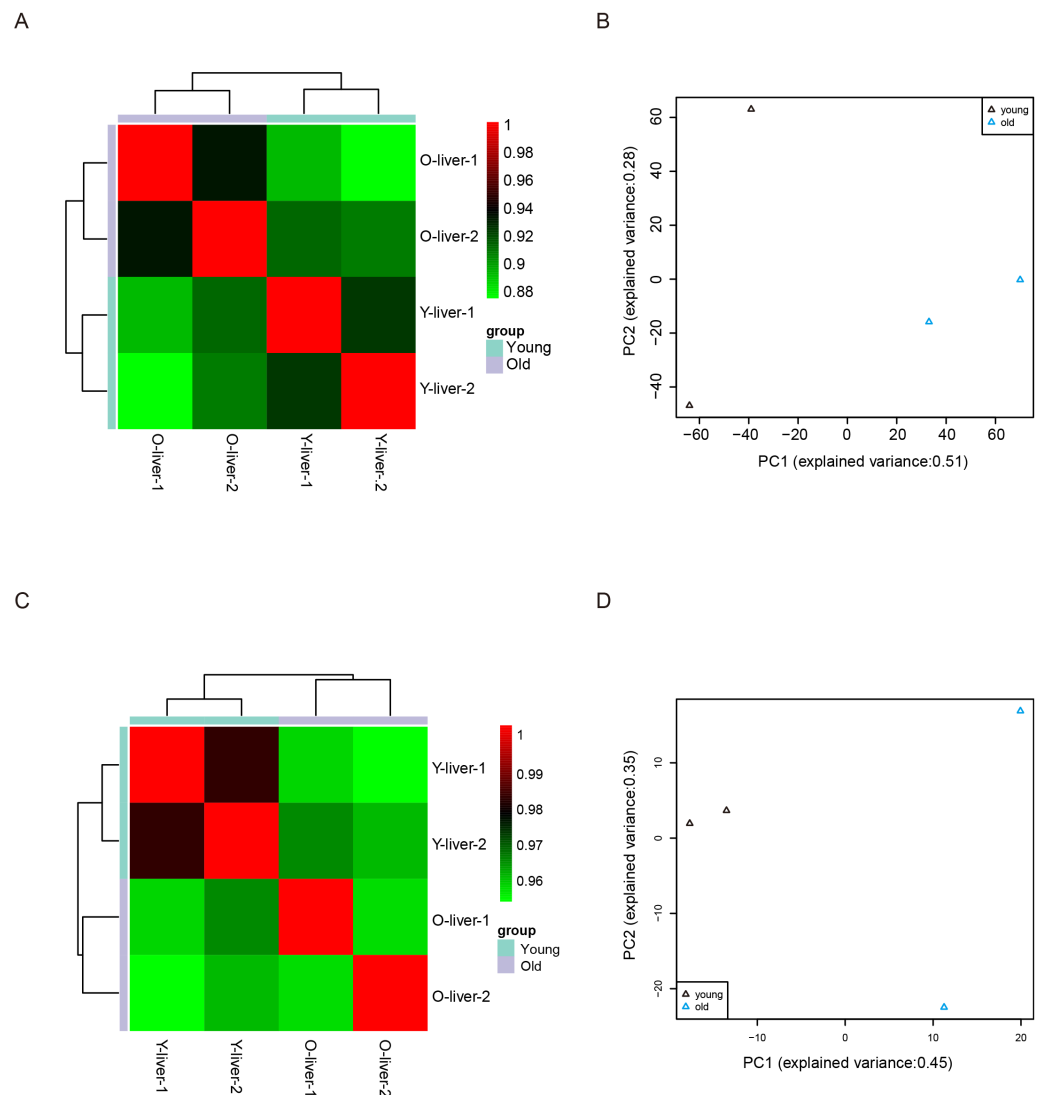 A
B
1
0.98
0.96
0.94
0.92
0.9
0.88
O-liver-1
O-liver-2
Y-liver-1
Y-liver-2
group
Young
Old
O-liver-1
O-liver-2
Y-liver-1
Y-liver-.2
young
old
60
40
20
0
−20
−40
PC2 (explained variance:0.28)
−60
−40
−20
0
20
40
60
PC1 (explained variance:0.51)
C
D
1
0.99
0.98
0.97
0.96
Y-liver-1
Y-liver-2
O-liver-1
O-liver-2
group
Young
Old
Y-liver-1
Y-liver-2
O-liver-1
O-liver-2
10
0
−10
−20
PC2 (explained variance:0.35)
young
old
−10
0
10
20
PC1 (explained variance:0.45)